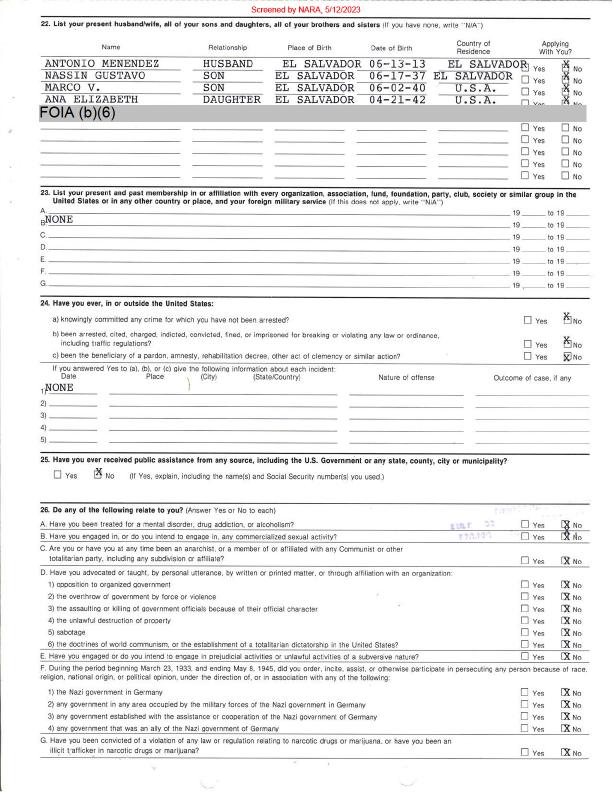 Screened by NARA, 5/12/2023
22. List your present husband/wife, all of your sons and daughters, all of your brothers and sisters (If you have none, write "N/A")
Name Relationship Place of Birth Date of Birth Country of Residence Applying With You?
ANTONIO MENENDEZ HUSBAND EL SALVADOR 06-13-13 EL SALVADOR Yes X No
NASSIN GUSTAVO SON EL SALVADOR 06-17-37 EL SALVADOR Yes X No
MARCO V. SON EL SALVADOR 06-02-40 U.S.A. Yes X No
ANA ELIZABETH DAUGHTER EL SALVADOR 04-21-42 U.S.A. Yes X No
FOIA (b)(6)
Yes No
Yes No
Yes No
Yes No
Yes No
23. List your present and past membership in or affiliation with every organization, association, fund, foundation, party, club, society or similar group in the
United States or in any other country or place, and your foreign military service (If this does not apply, write "N/A")
A. 19 to 19
B. NONE 19 to 19
C. 19 to 19
D. 19 to 19
E. 19 to 19
F. 19 to 19
G. 19 to 19
24. Have you ever, in or outside the United States:
a) knowingly committed any crime for which you have not been arrested? Yes X No
b) been arrested, cited, charged, indicted, convicted, fined, or imprisoned for breaking or violating any law or ordinance,
including traffic regulations? Yes X No
c) been the beneficiary of a pardon, amnesty, rehabilitation decree, other act of clemency or similar action? Yes X No
If you answered Yes to (a), (b), or (c) give the following information about each incident:
Date Place (City) (State/Country) Nature of offense Outcome of case, if any
1) NONE
2)
3)
4)
5)
25. Have you ever received public assistance from any source, including the U.S. Government or any state, county, city or municipality?
Yes X No (If Yes, explain, including the name(s) and Social Security number(s) you used.)
26. Do any of the following relate to you? (Answer Yes or No to each)
A. Have you been treated for a mental disorder, drug addiction, or alcoholism? Yes X No
B. Have you engaged in, or do you intend to engage in, any commercialized sexual activity? Yes X No
C. Are you or have you at any time been an anarchist, or a member of or affiliated with any Communist or other
totalitarian party, including any subdivision or affiliate? Yes X No
D. Have you advocated or taught, by personal utterance, by written or printed matter, or through affiliation with an organization:
1) opposition to organized government Yes X No
2) the overthrow of government by force or violence Yes X No
3) the assaulting or killing of government officials because of their official character Yes X No
4) the unlawful destruction of property Yes X No
5) sabotage Yes X No
6) the doctrines of world communism, or the establishment of a totalitarian dictatorship in the United States? Yes X No
E. Have you engaged or do you intend to engage in prejudicial activities or unlawful activities of a subversive nature? Yes X No
F. During the period beginning March 23, 1933, and ending May 8, 1945, did you order, incite, assist, or otherwise participate in persecuting any person because of race,
religion, national origin, or political opinion, under the direction of, or in association with any of the following:
1) the Nazi government in Germany Yes X No
2) any government in any area occupied by the military forces of the Nazi government in Germany Yes X No
3) any government established with the assistance or cooperation of the Nazi government of Germany Yes X No
4) any government that was an ally of the Nazi government of Germany Yes X No
G. Have you been convicted of a violation of any law or regulation relating to narcotic drugs or marijuana, or have you been an
illicit trafficker in narcotic drugs or marijuana? Yes X No